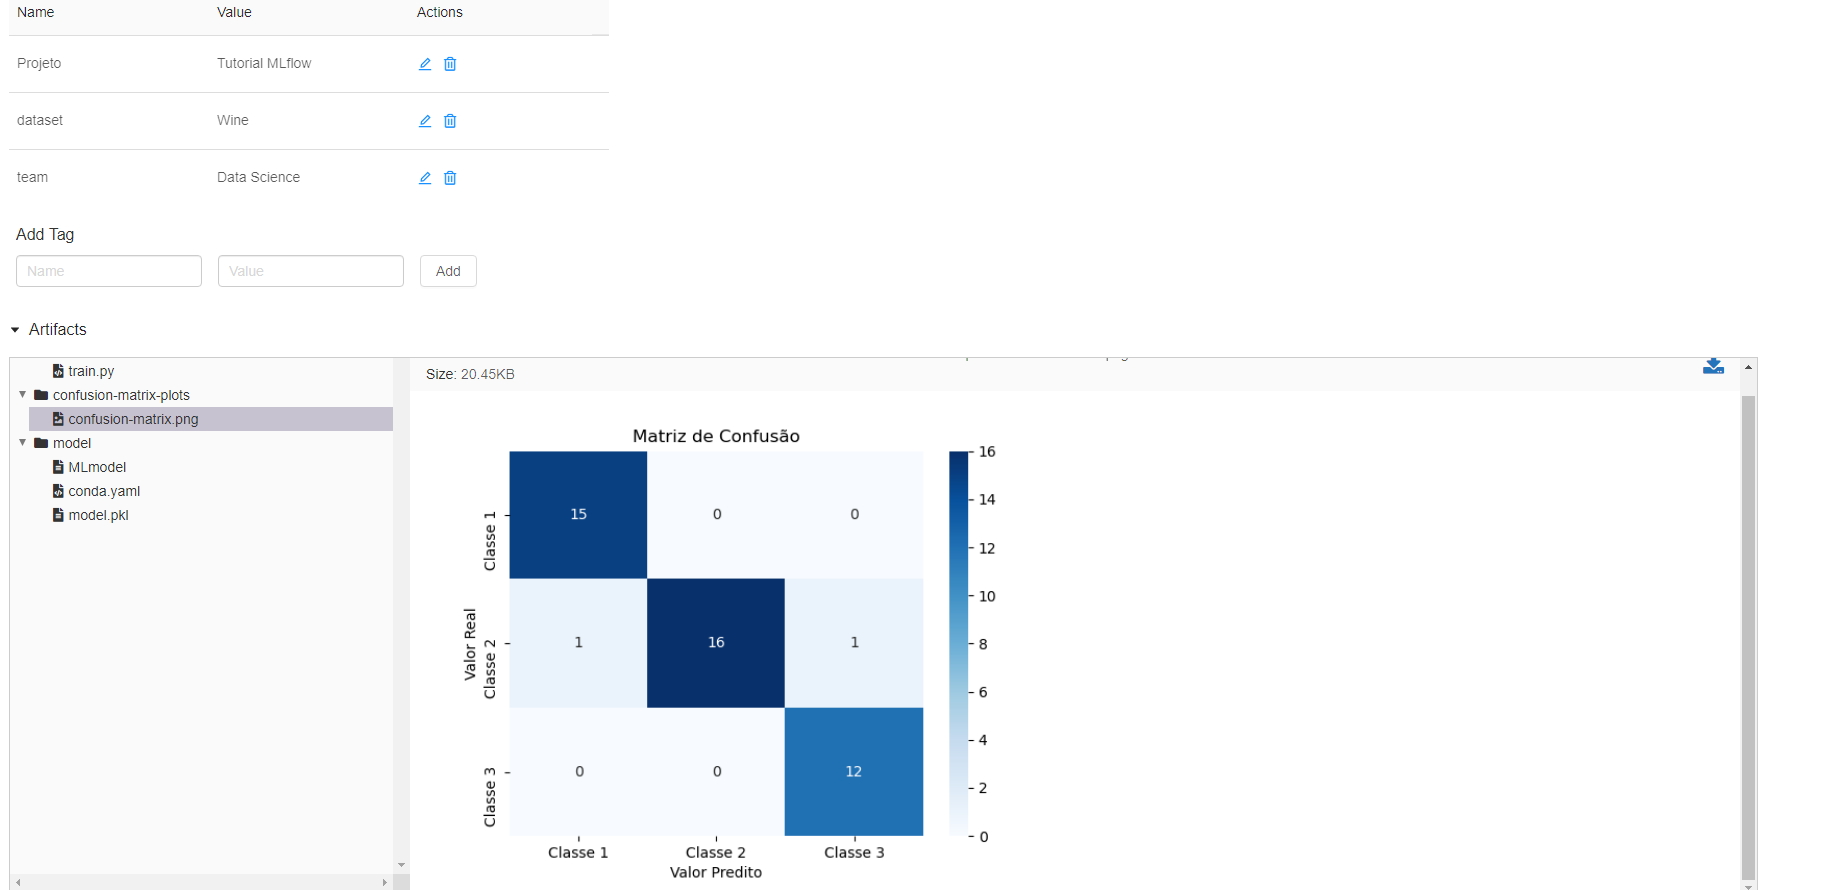 Name Value Actions
Projeto Tutorial MLflow
dataset Wine
team Data Science
Add Tag
Name Value Add
Artifacts
train.py
confusion-matrix-plots
confusion-matrix.png
model
MLmodel
conda.yaml
model.pkl
Size: 20.45KB
Matriz de Confusão
Valor Real
Classe 1
15 0 0
Classe 2
1 16 1
Classe 3
0 0 12
Classe 1 Classe 2 Classe 3
Valor Predito
16
14
12
10
8
6
4
2
0